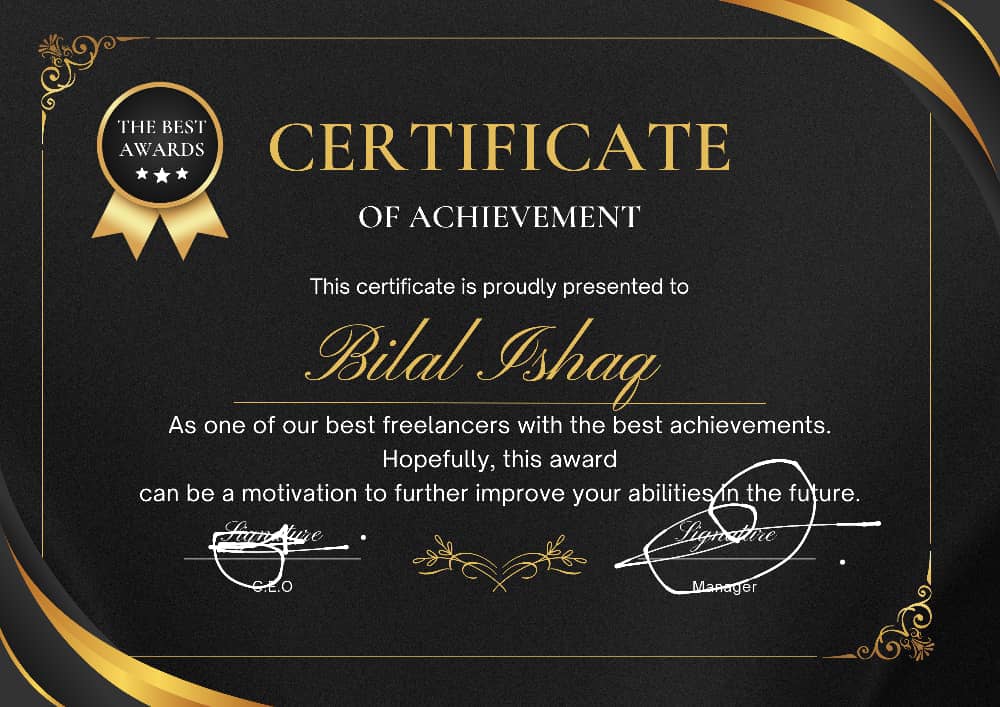 THE BEST
AWARDS
CERTIFICATE
OF ACHIEVEMENT
This certificate is proudly presented to
Bilal Ishaq
As one of our best freelancers with the best achievements.
Hopefully, this award
can be a motivation to further improve your abilities in the future.
Signature
Signature
C.E.O
Manager